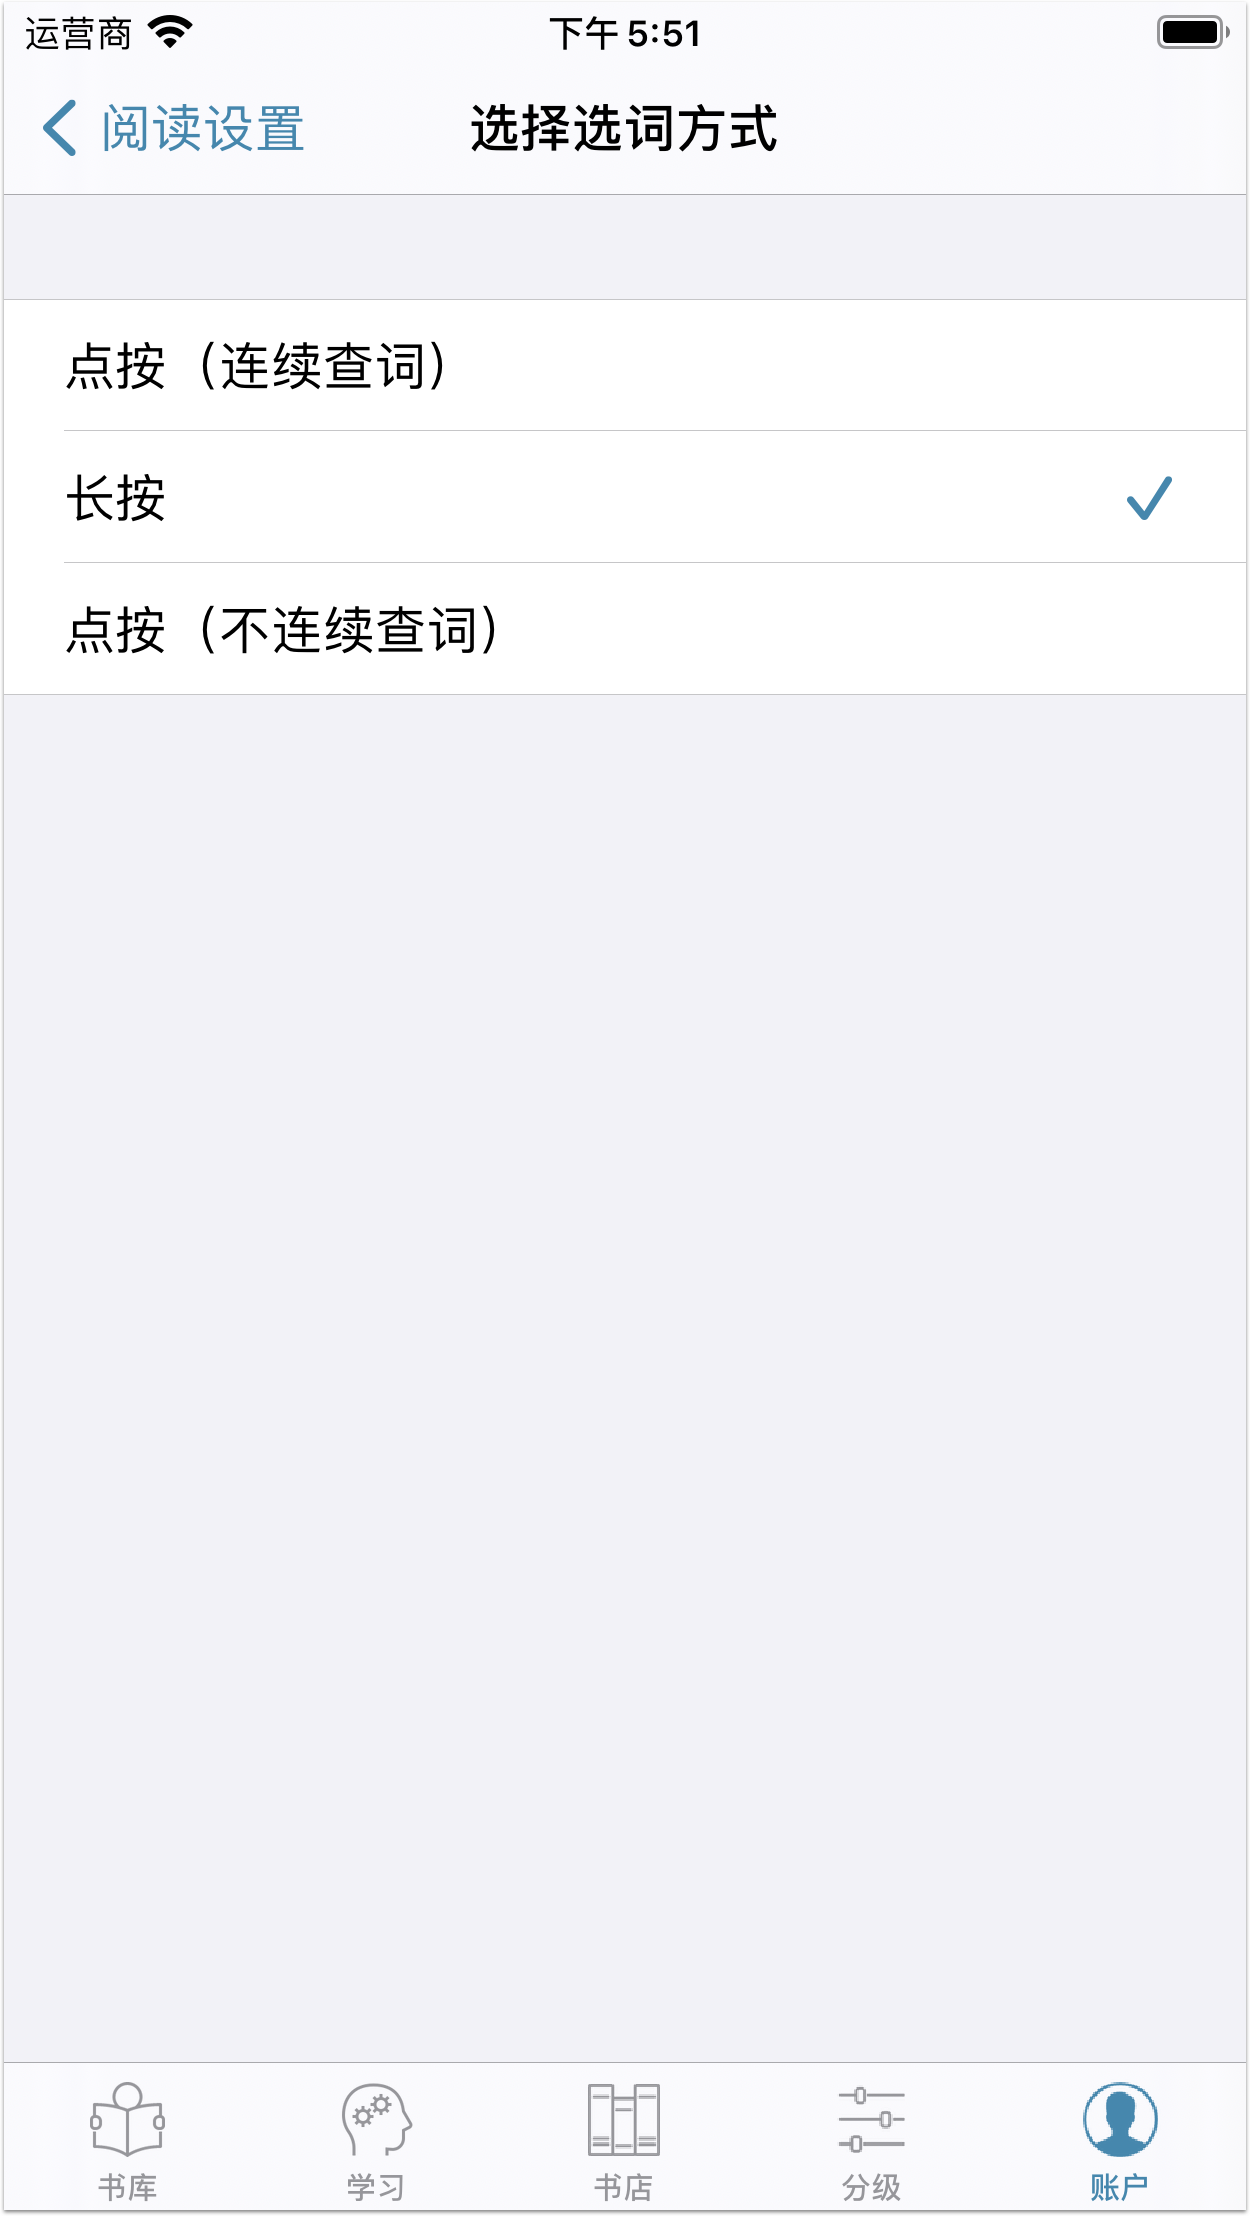 运营商 下午 5:51
阅读设置 选择选词方式
点按（连续查词）
长按
点按（不连续查词）
书库 学习 书店 分级 账户